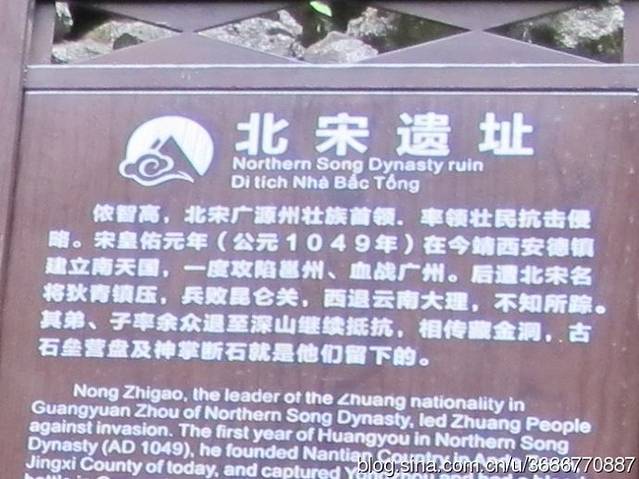 北宋遗址
Northern Song Dynasty ruin
Di tích Nhà Bắc Tống
侬智高，北宋广源州壮族首领．率领壮民抗击侵
略。宋皇佑元年（公元１０４９年）在今靖西安德镇
建立南天国，一度攻陷邕州、血战广州。后遭北宋名
将狄青镇压，兵败昆仑关，西退云南大理，不知所踪。
其弟、子率余众退至深山继续抵抗，相传藏金洞，古
石垒营盘及神掌断石就是他们留下的。
Nong Zhigao, the leader of the Zhuang nationality in
Guangyuan Zhou of Northern Song Dynasty, led Zhuang People
against invasion. The first year of Huangyou in Northern Song
Dynasty (AD 1049), he founded Nantian Country in
Jingxi County of today, and captured
blog.sina.com.cn/u/3686770887